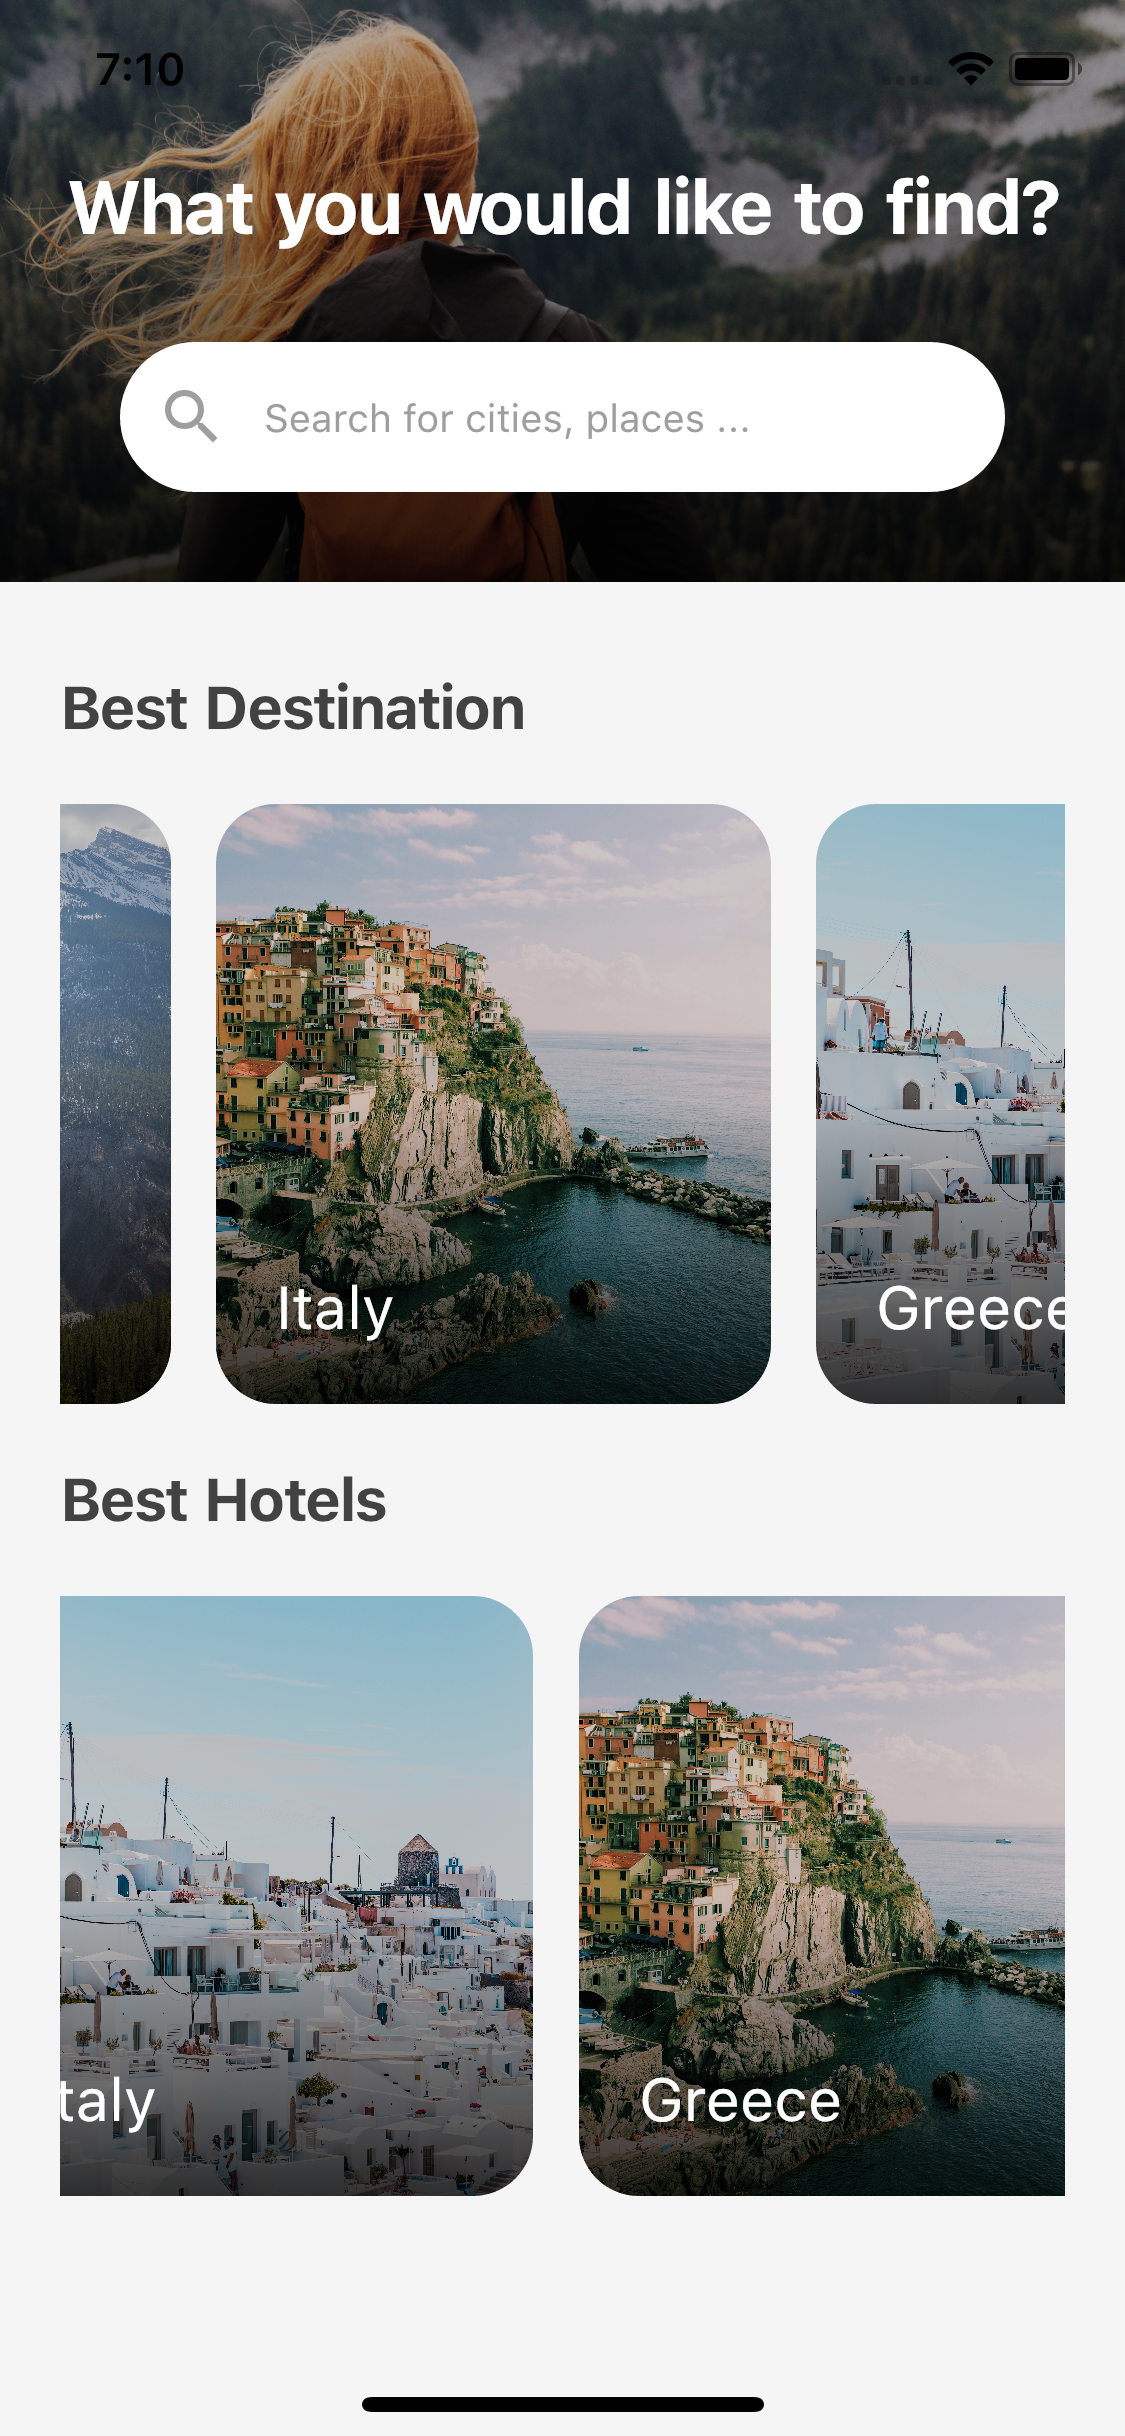 7:10
What you would like to find?
Search for cities, places ...
Best Destination
Italy
Greece
Best Hotels
taly
Greece